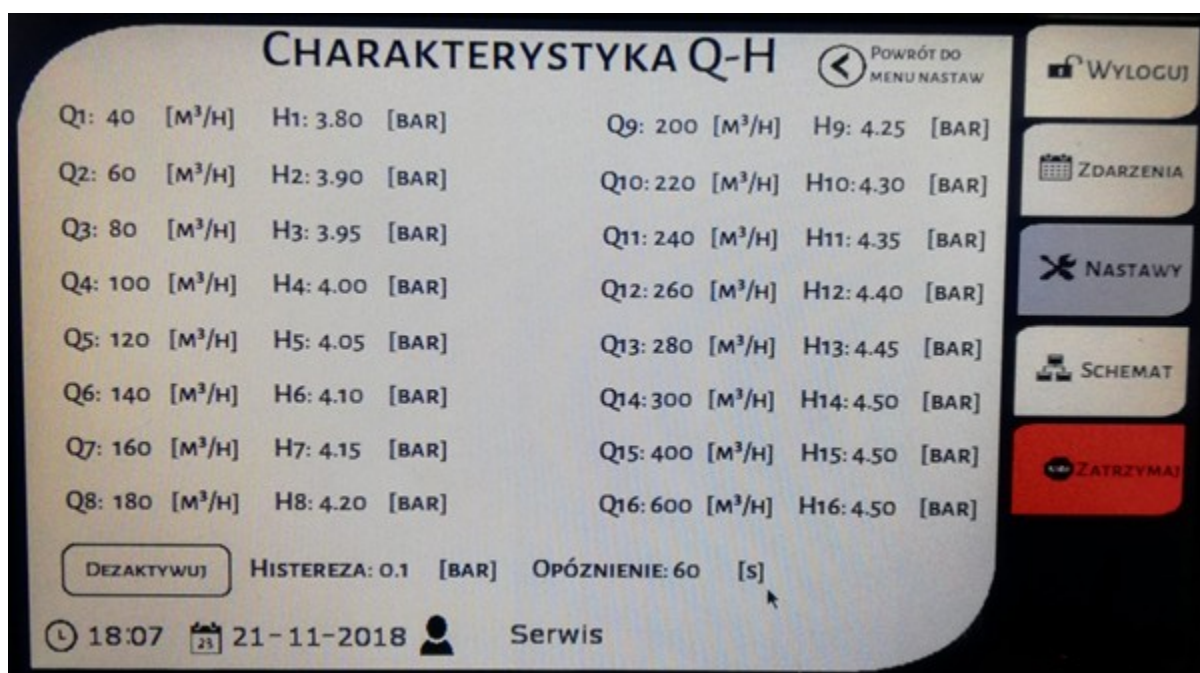 CHARAKTERYSTYKA Q-H
POWRÓT DO
MENU NASTAW
Q1: 40 [M³/H] H1: 3.80 [BAR]
Q2: 60 [M³/H] H2: 3.90 [BAR]
Q3: 80 [M³/H] H3: 3.95 [BAR]
Q4: 100 [M³/H] H4: 4.00 [BAR]
Q5: 120 [M³/H] H5: 4.05 [BAR]
Q6: 140 [M³/H] H6: 4.10 [BAR]
Q7: 160 [M³/H] H7: 4.15 [BAR]
Q8: 180 [M³/H] H8: 4.20 [BAR]
Q9: 200 [M³/H] H9: 4.25 [BAR]
Q10: 220 [M³/H] H10: 4.30 [BAR]
Q11: 240 [M³/H] H11: 4.35 [BAR]
Q12: 260 [M³/H] H12: 4.40 [BAR]
Q13: 280 [M³/H] H13: 4.45 [BAR]
Q14: 300 [M³/H] H14: 4.50 [BAR]
Q15: 400 [M³/H] H15: 4.50 [BAR]
Q16: 600 [M³/H] H16: 4.50 [BAR]
DEZAKTYWUJ HISTEREZA: 0.1 [BAR] OPÓZNIENIE: 60 [S]
18:07 23 21-11-2018 Serwis
WYLOGUJ
ZDARZENIA
NASTAWY
SCHEMAT
ZATRZYMAJ